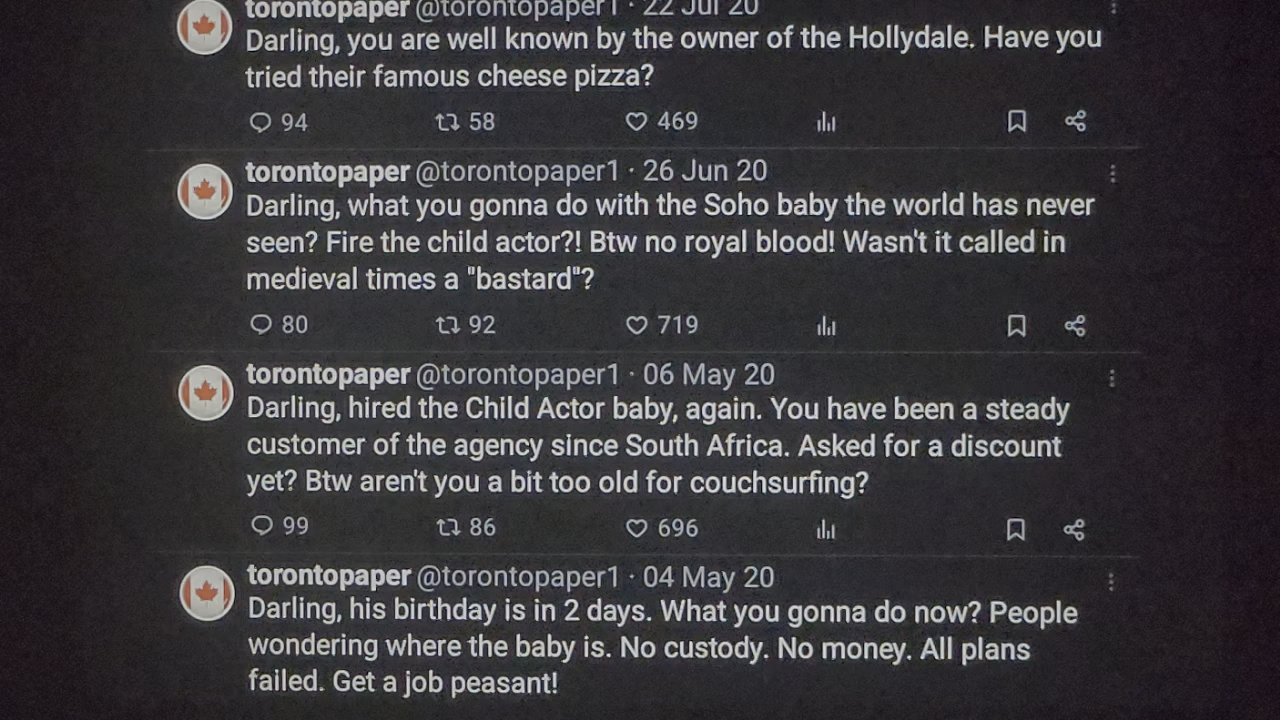 torontopaper @torontopaper1 · 22 Jul 20
Darling, you are well known by the owner of the Hollydale. Have you
tried their famous cheese pizza?
94 58 469
torontopaper @torontopaper1 · 26 Jun 20
Darling, what you gonna do with the Soho baby the world has never
seen? Fire the child actor?! Btw no royal blood! Wasn't it called in
medieval times a "bastard"?
80 92 719
torontopaper @torontopaper1 · 06 May 20
Darling, hired the Child Actor baby, again. You have been a steady
customer of the agency since South Africa. Asked for a discount
yet? Btw aren't you a bit too old for couchsurfing?
99 86 696
torontopaper @torontopaper1 · 04 May 20
Darling, his birthday is in 2 days. What you gonna do now? People
wondering where the baby is. No custody. No money. All plans
failed. Get a job peasant!